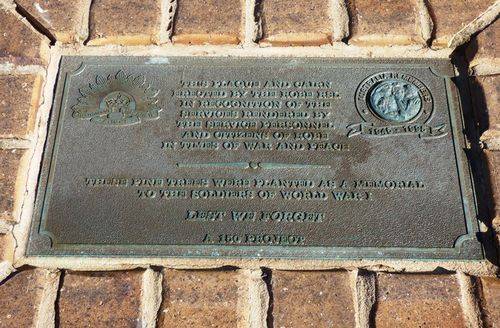 THIS PLAQUE AND CAIRN
ERECTED BY THE ROBE RSL
IN RECOGNITION OF THE
SERVICES RENDERED BY
THE SERVICE PERSONNEL
AND CITIZENS OF ROBE
IN TIMES OF WAR AND PEACE
THESE PINE TREES WERE PLANTED AS A MEMORIAL
TO THE SOLDIERS OF WORLD WAR I
LEST WE FORGET
A 150 PROJECT